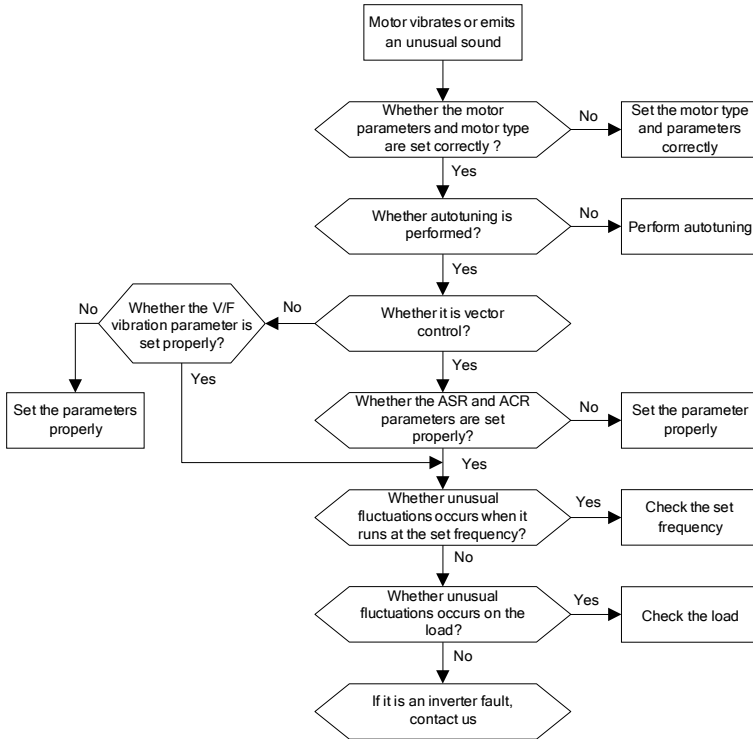 Motor vibrates or emits
an unusual sound
Whether the motor
parameters and motor type
are set correctly ?
No
Set the motor type
and parameters
correctly
Yes
Whether autotuning is
performed?
No
Perform autotuning
Yes
Whether it is vector
control?
No
Whether the V/F
vibration parameter is
set properly?
No
Set the parameters
properly
Yes
Yes
Whether the ASR and ACR
parameters are set
properly?
No
Set the parameter
properly
Yes
Whether unusual
fluctuations occurs when it
runs at the set frequency?
Yes
Check the set
frequency
No
Whether unusual
fluctuations occurs on the
load?
Yes
Check the load
No
If it is an inverter fault,
contact us